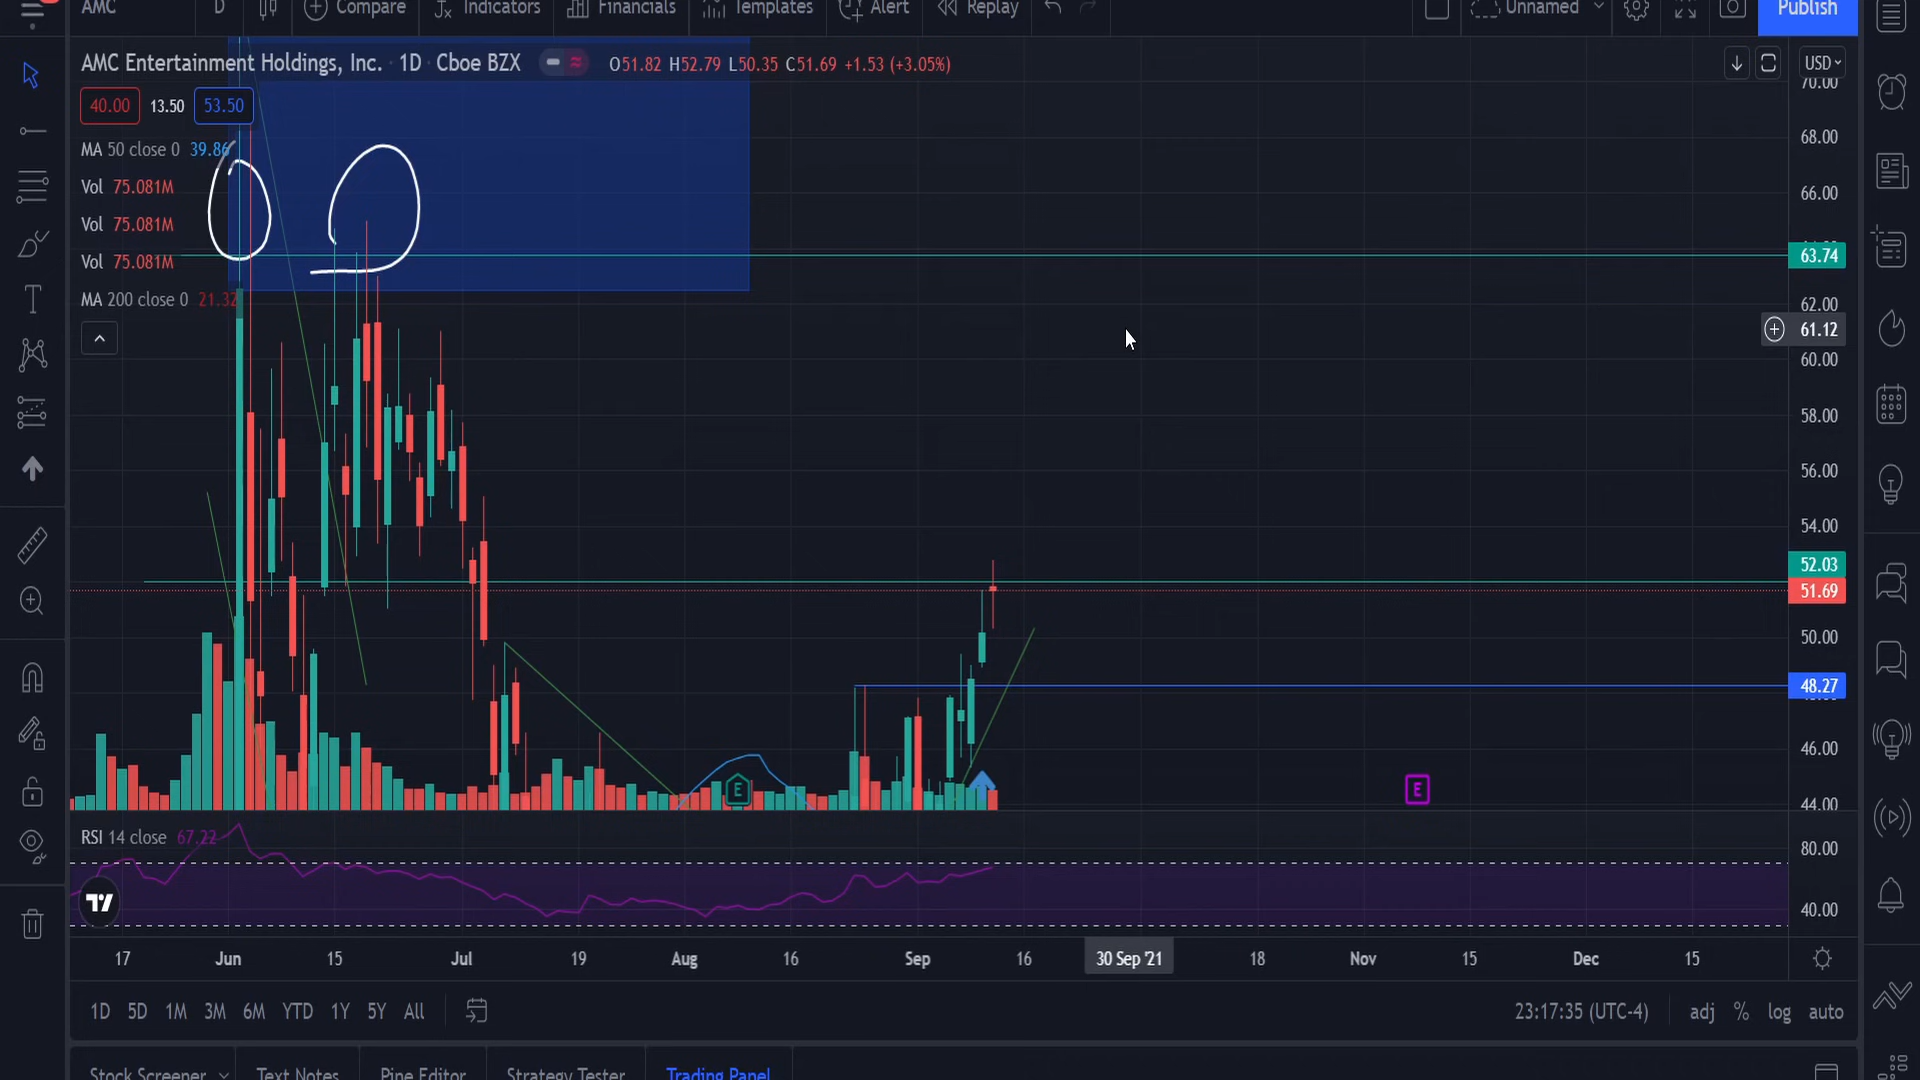 AMC D Compare Indicators Financials Templates Alert Replay Unnamed Publish
AMC Entertainment Holdings, Inc. · 1D · Cboe BZX O51.82 H52.79 L50.35 C51.69 +1.53 (+3.05%) USD
40.00 13.50 53.50
MA 50 close 0 39.86
Vol 75.081M
Vol 75.081M
Vol 75.081M
MA 200 close 0 21.32
70.00
68.00
66.00
63.74
62.00
61.12
60.00
58.00
56.00
54.00
52.03
51.69
50.00
48.27
46.00
44.00
E
E
RSI 14 close 67.22
80.00
40.00
17 Jun 15 Jul 19 Aug 16 Sep 16 30 Sep '21 18 Nov 15 Dec 15
1D 5D 1M 3M 6M YTD 1Y 5Y All 23:17:35 (UTC-4) adj % log auto
Stock Screener Text Notes Pine Editor Strategy Tester Trading Panel